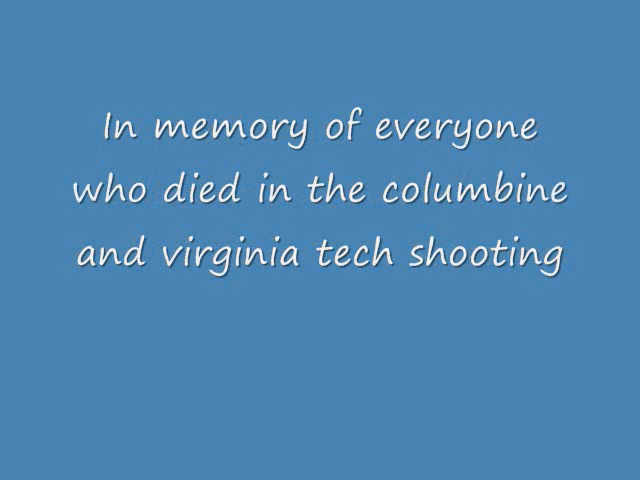 In memory of everyone
who died in the columbine
and virginia tech shooting